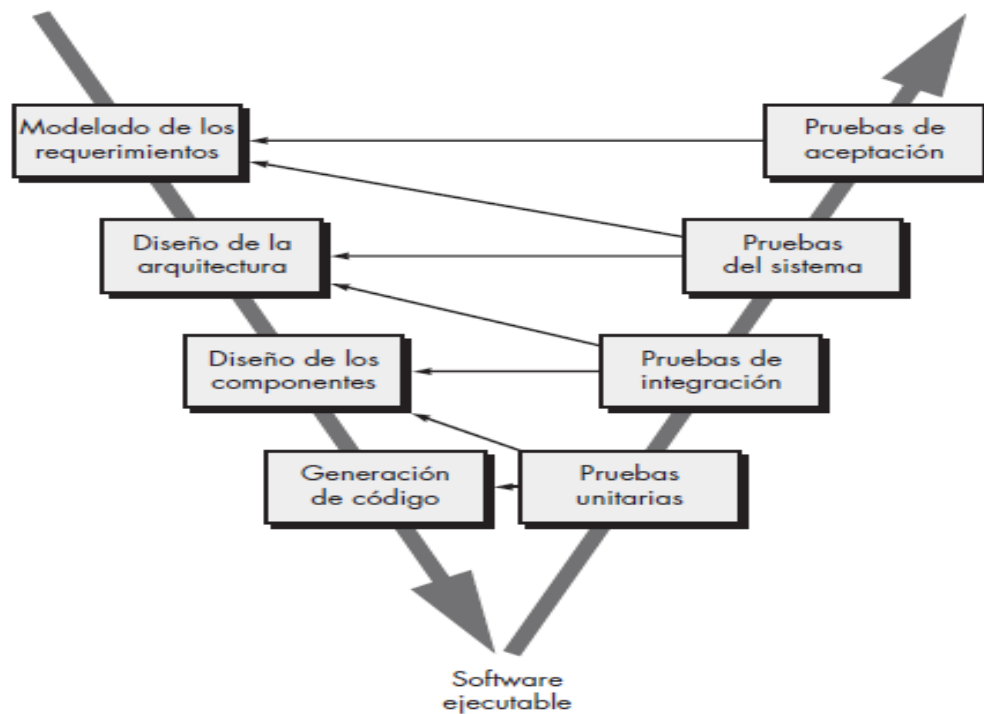 Modelado de los
requerimientos
Pruebas de
aceptación
Diseño de la
arquitectura
Pruebas
del sistema
Diseño de los
componentes
Pruebas de
integración
Generación
de código
Pruebas
unitarias
Software
ejecutable